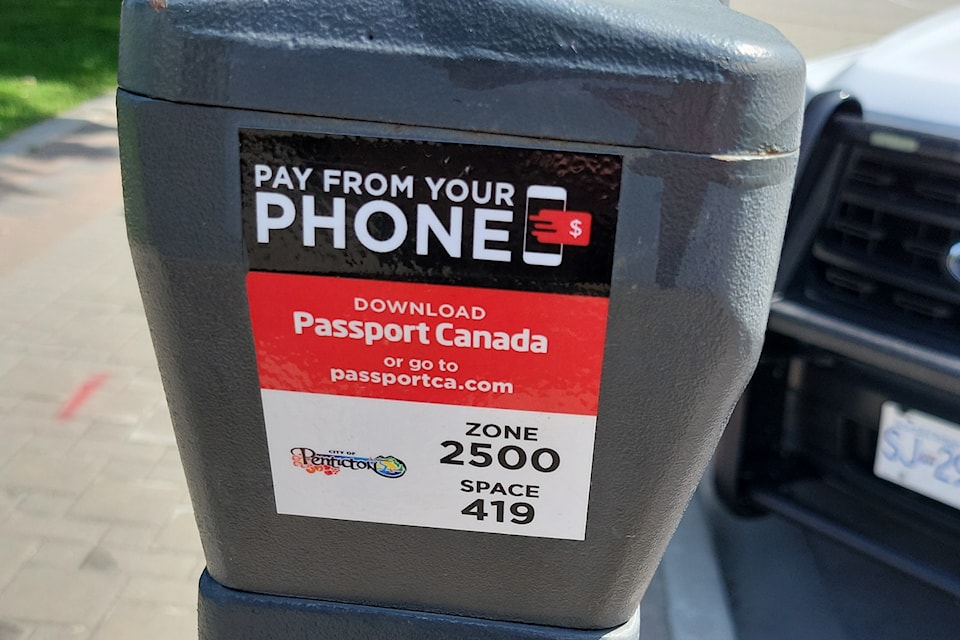 PAY FROM YOUR
PHONE
$
DOWNLOAD
Passport Canada
or go to
passportca.com
CITY OF
Penticton
ZONE
2500
SPACE
419